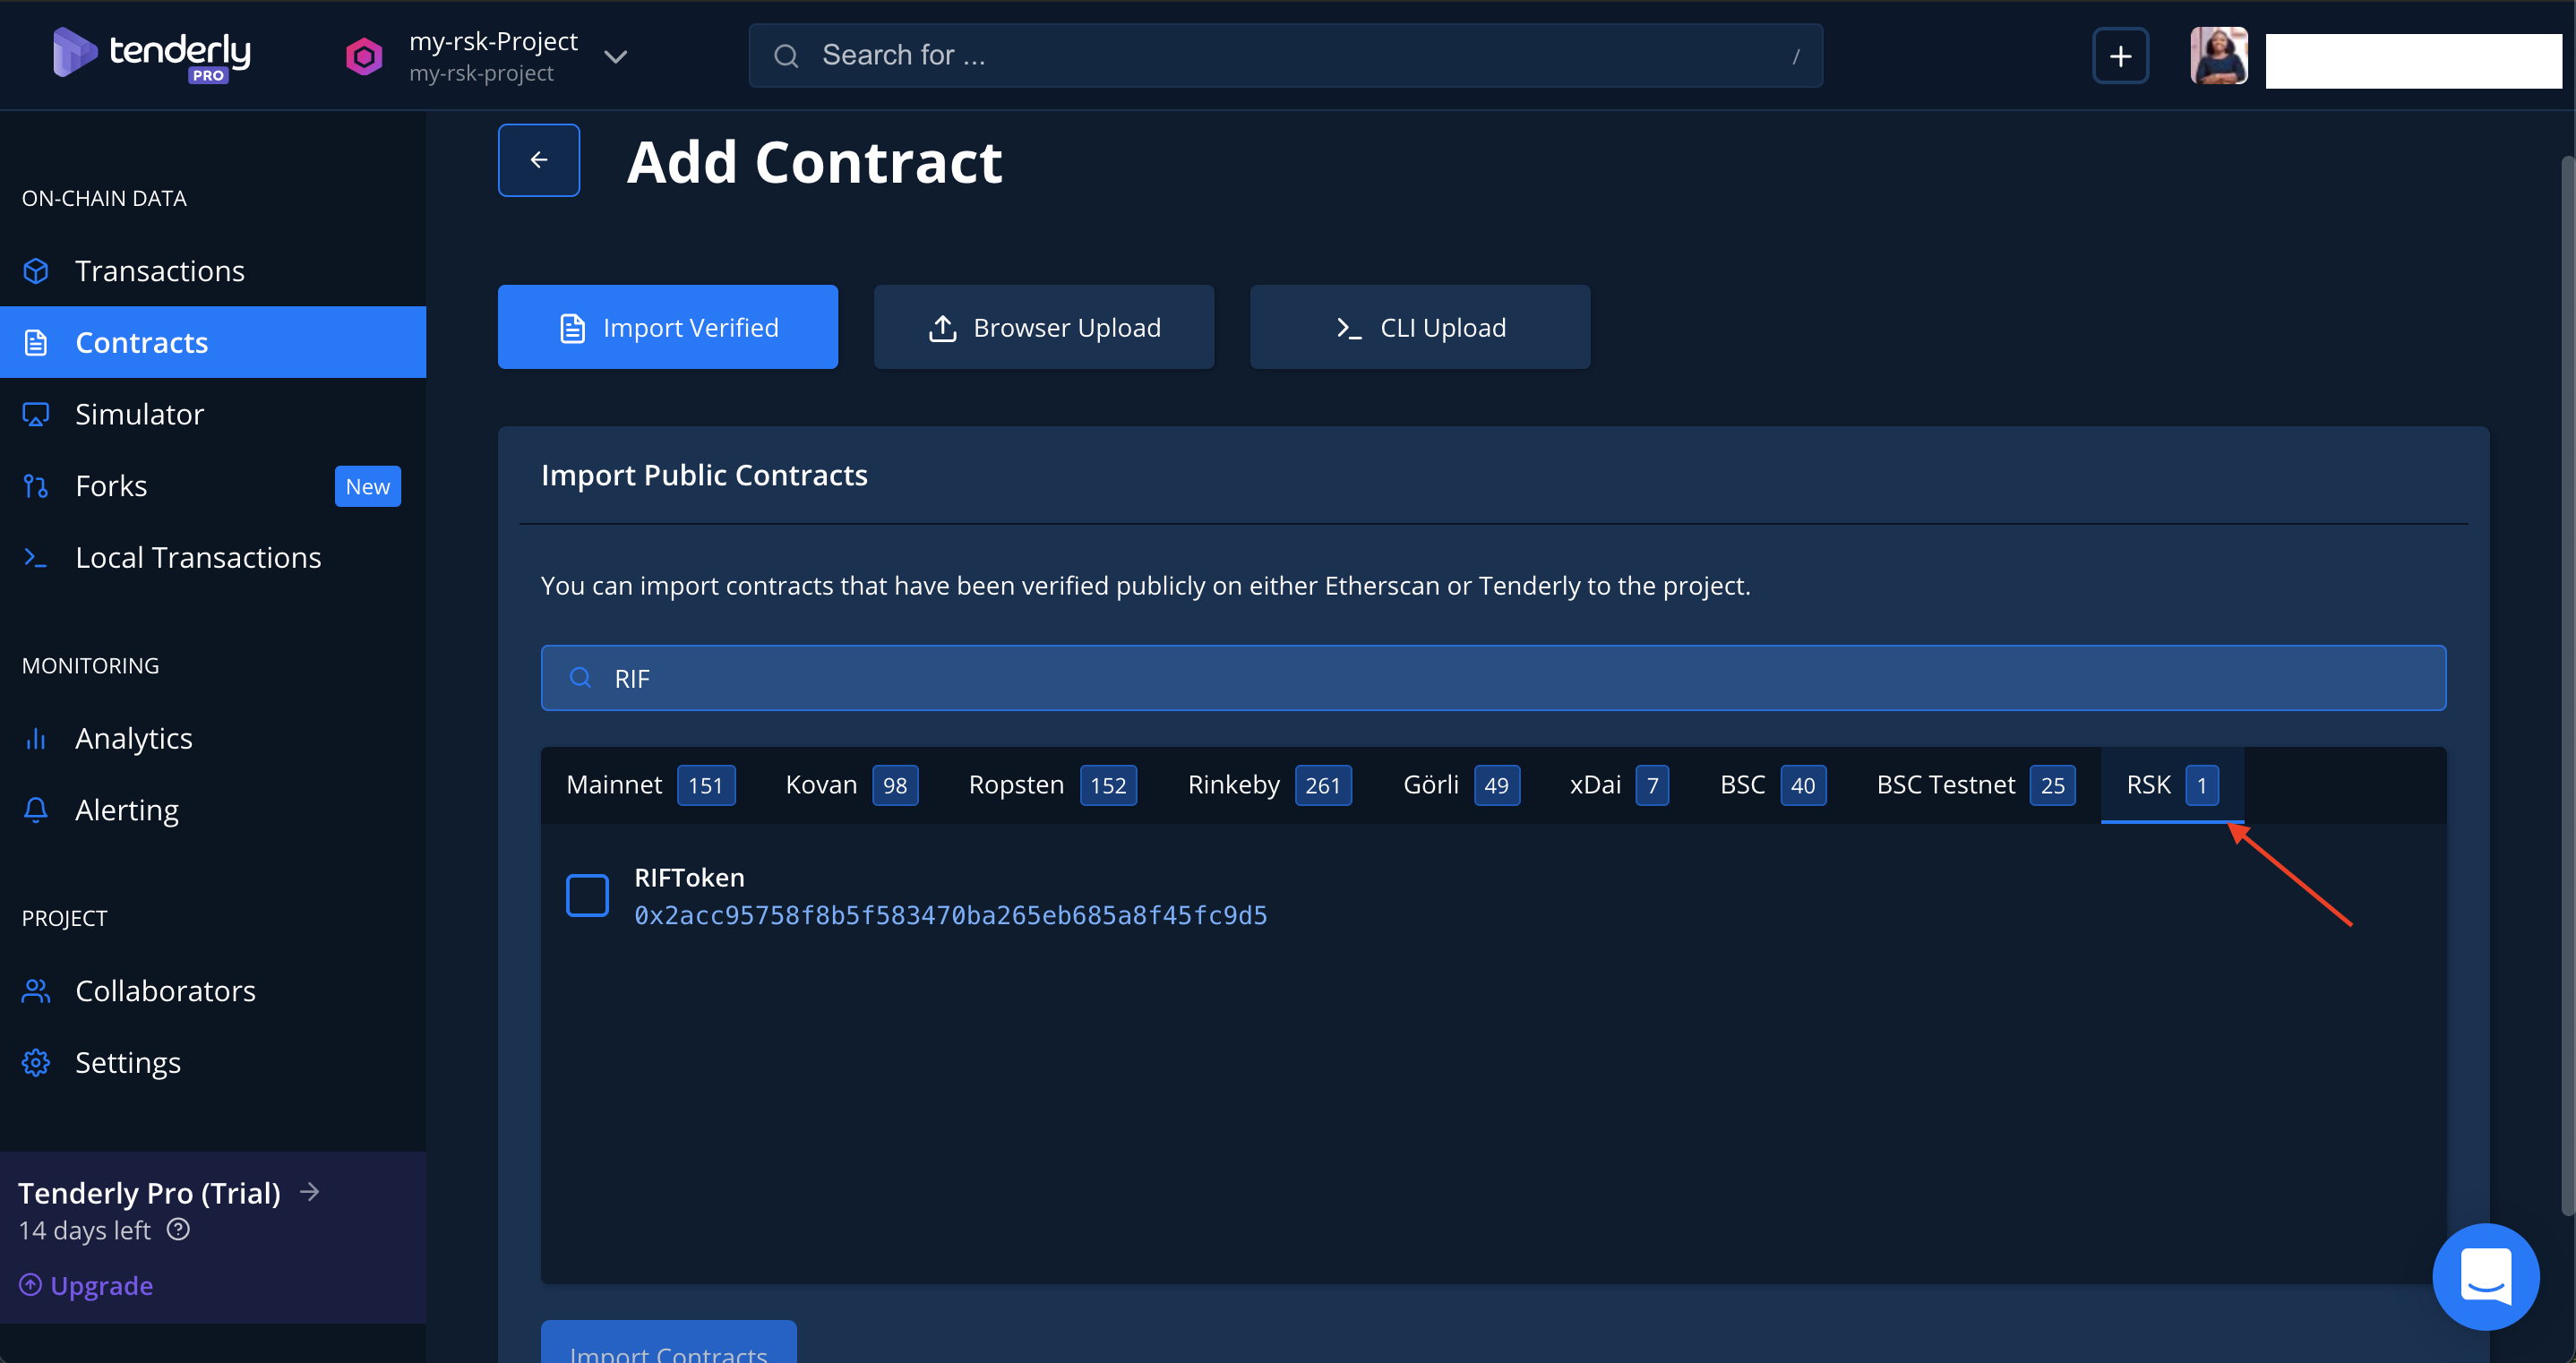 tenderly
PRO
my-rsk-Project
my-rsk-project
Search for ...
/
ON-CHAIN DATA
Transactions
Contracts
Simulator
Forks
New
Local Transactions
MONITORING
Analytics
Alerting
PROJECT
Collaborators
Settings
Tenderly Pro (Trial)
14 days left
Upgrade
Add Contract
Import Verified
Browser Upload
CLI Upload
Import Public Contracts
You can import contracts that have been verified publicly on either Etherscan or Tenderly to the project.
RIF
Mainnet 151 Kovan 98 Ropsten 152 Rinkeby 261 Görli 49 xDai 7 BSC 40 BSC Testnet 25 RSK 1
RIFToken
0x2acc95758f8b5f583470ba265eb685a8f45fc9d5
Import Contracts